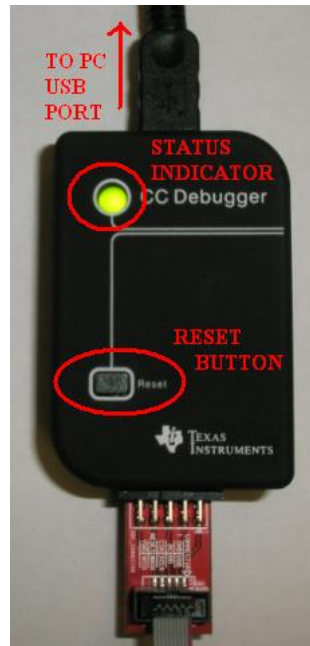 TO PC
USB
PORT
STATUS
INDICATOR
CC Debugger
RESET
BUTTON
Reset
TEXAS
INSTRUMENTS